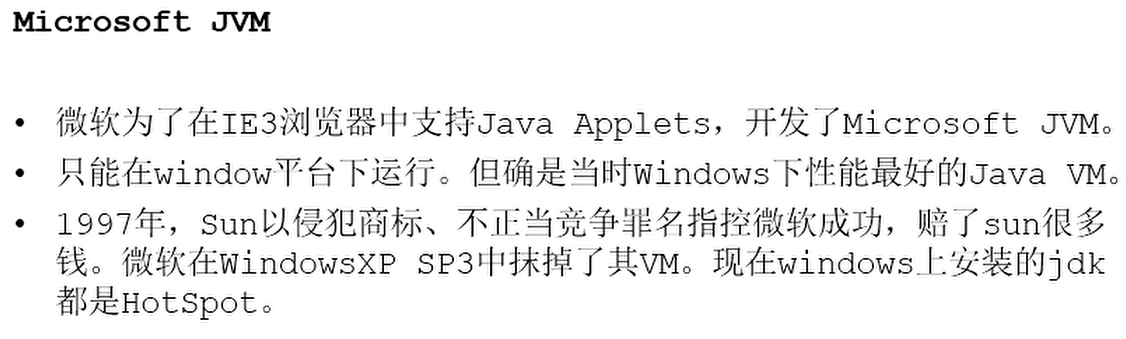 Microsoft JVM
• 微软为了在IE3浏览器中支持Java Applets，开发了Microsoft JVM。
• 只能在window平台下运行。但确是当时Windows下性能最好的Java VM。
• 1997年，Sun以侵犯商标、不正当竞争罪名指控微软成功，赔了sun很多
钱。微软在WindowsXP SP3中抹掉了其VM。现在windows上安装的jdk
都是HotSpot。